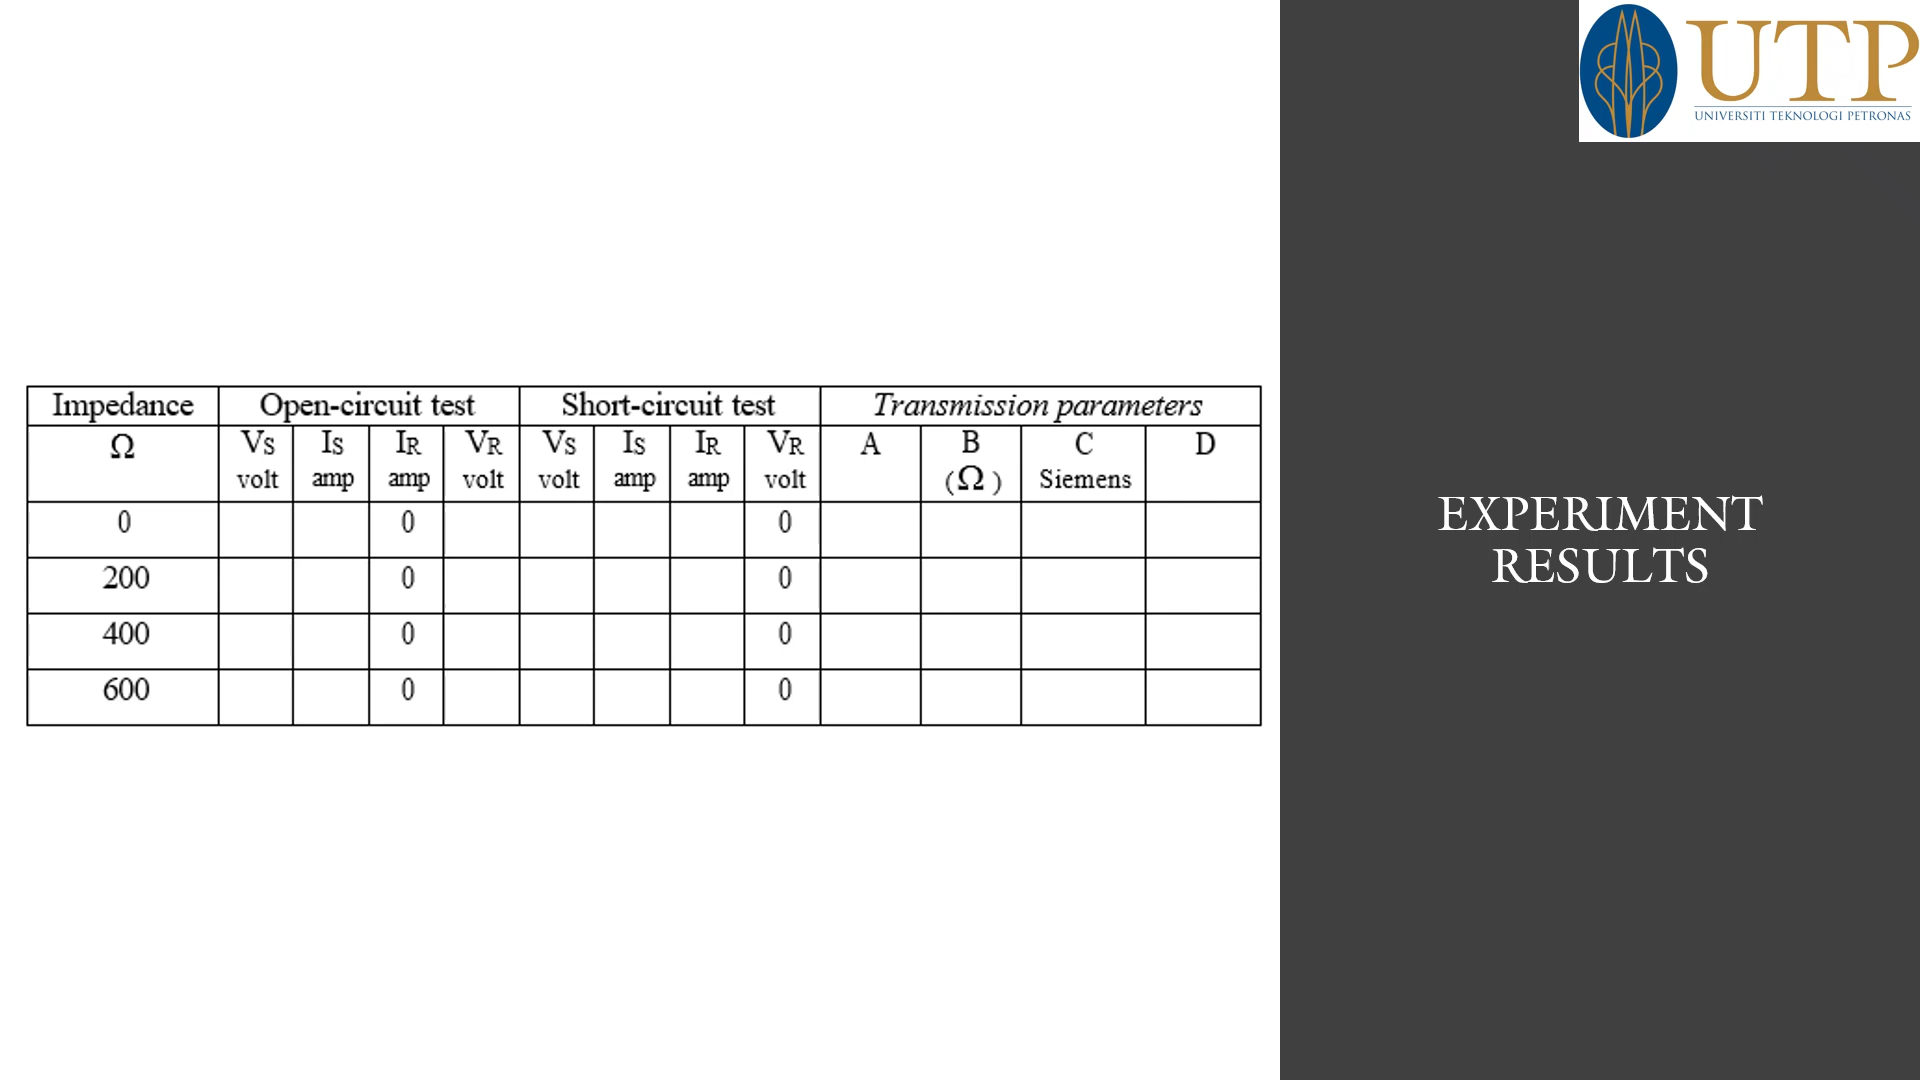 Impedance Open-circuit test Short-circuit test Transmission parameters
Ω VS IS IR VR VS IS IR VR A B C D
volt amp amp volt volt amp amp volt (Ω) Siemens
0 0 0
200 0 0
400 0 0
600 0 0
UTP
UNIVERSITI TEKNOLOGI PETRONAS
EXPERIMENT
RESULTS